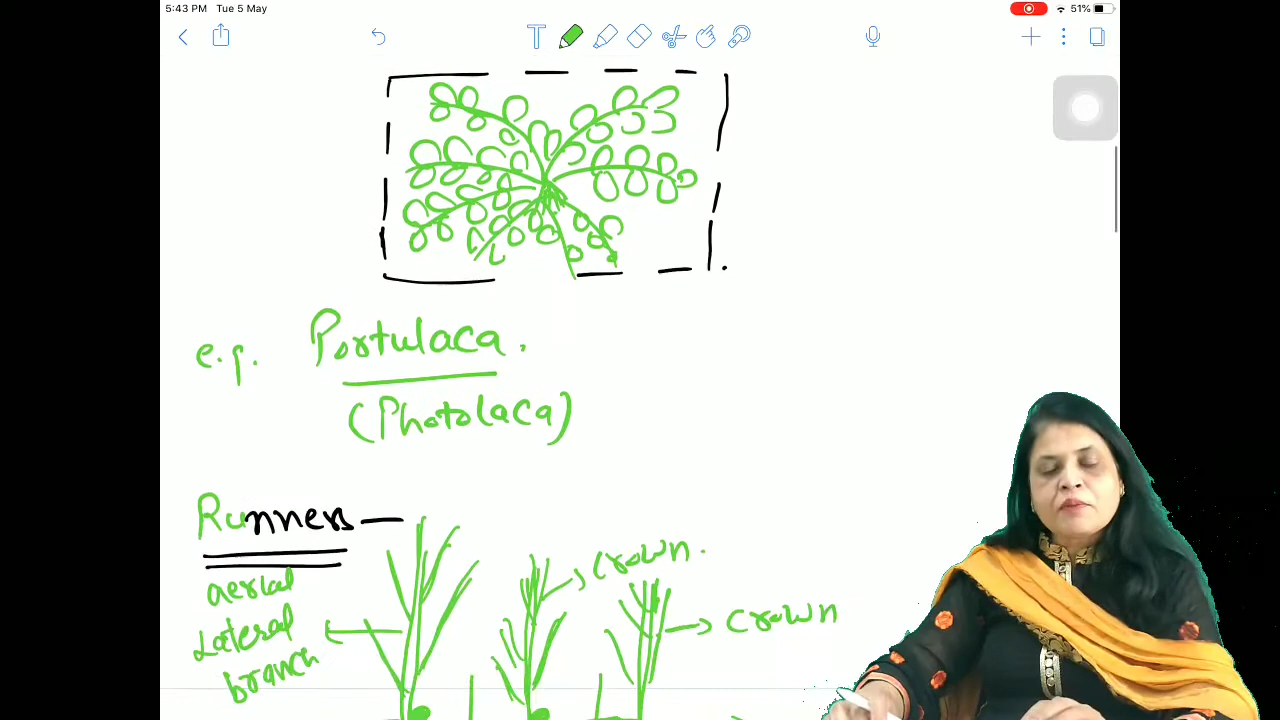 5:43 PM Tue 5 May
51%
T
e.g. Portulaca.
(Photolaca)
Runners —
crown.
aerial
Lateral
branch
crown